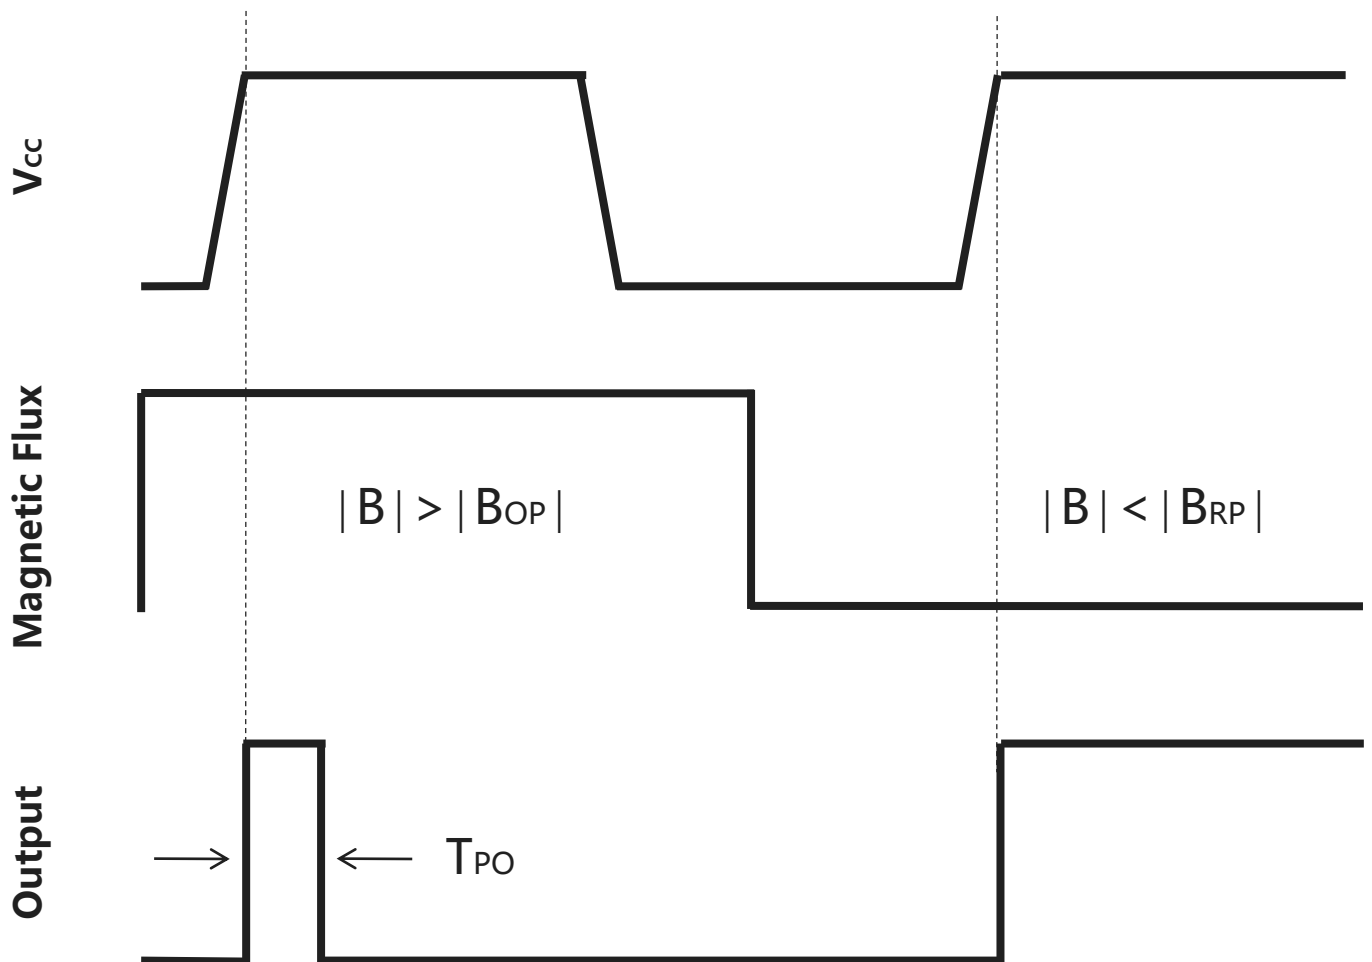 Vcc
Magnetic Flux
|B| > |BOP|
|B| < |BRP|
Output
TPO